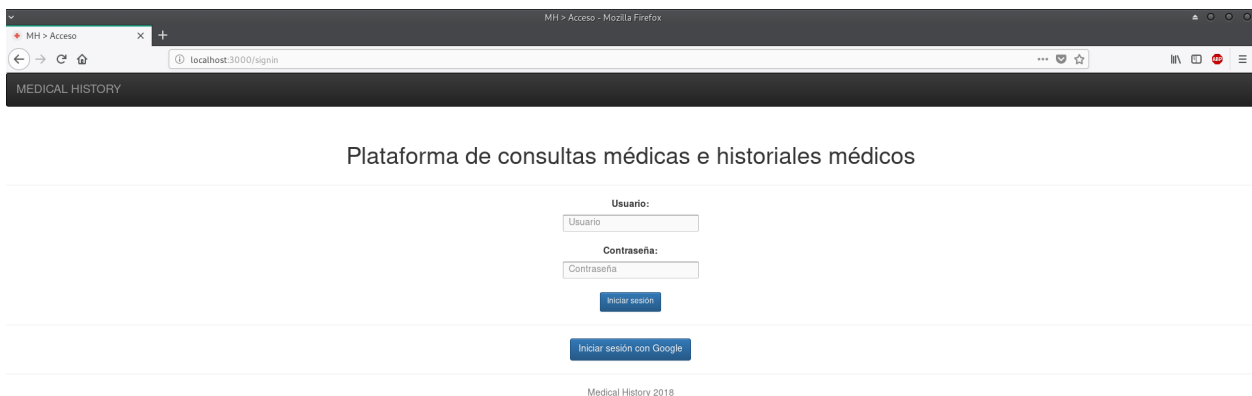 MH > Acceso - Mozilla Firefox
MH > Acceso
localhost:3000/signin
ABP
MEDICAL HISTORY
Plataforma de consultas médicas e historiales médicos
Usuario:
Usuario
Contraseña:
Contraseña
Iniciar sesión
Iniciar sesión con Google
Medical History 2018